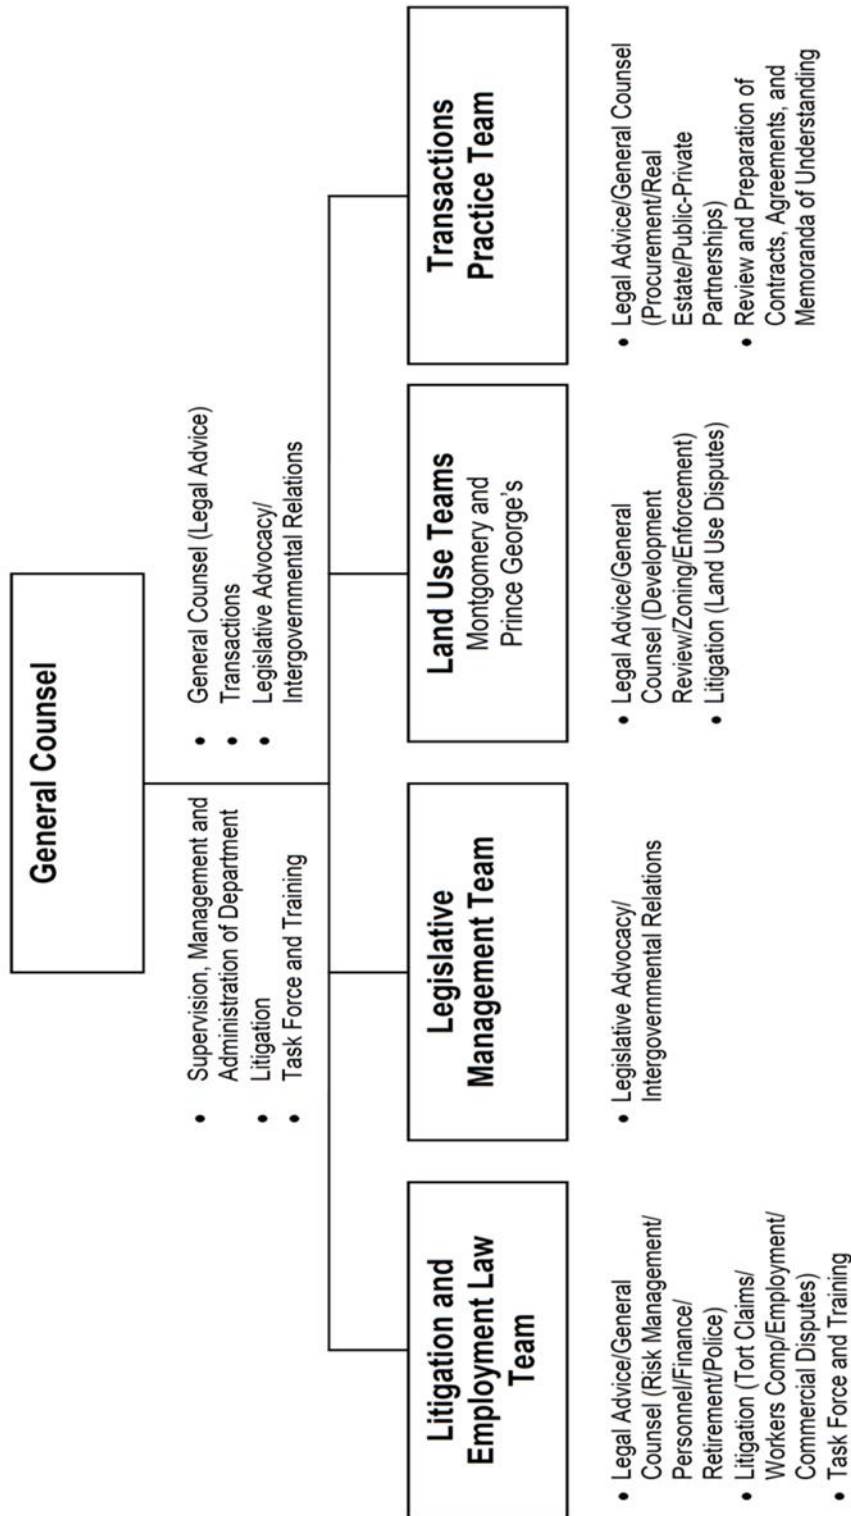 General Counsel
• Supervision, Management and
Administration of Department
• Litigation
• Task Force and Training
• General Counsel (Legal Advice)
• Transactions
• Legislative Advocacy/
Intergovernmental Relations
Litigation and
Employment Law
Team
• Legal Advice/General
Counsel (Risk Management/
Personnel/Finance/
Retirement/Police)
• Litigation (Tort Claims/
Workers Comp/Employment/
Commercial Disputes)
• Task Force and Training
Legislative
Management Team
• Legislative Advocacy/
Intergovernmental Relations
Land Use Teams
Montgomery and
Prince George's
• Legal Advice/General
Counsel (Development
Review/Zoning/Enforcement)
• Litigation (Land Use Disputes)
Transactions
Practice Team
• Legal Advice/General Counsel
(Procurement/Real
Estate/Public-Private
Partnerships)
• Review and Preparation of
Contracts, Agreements, and
Memoranda of Understanding